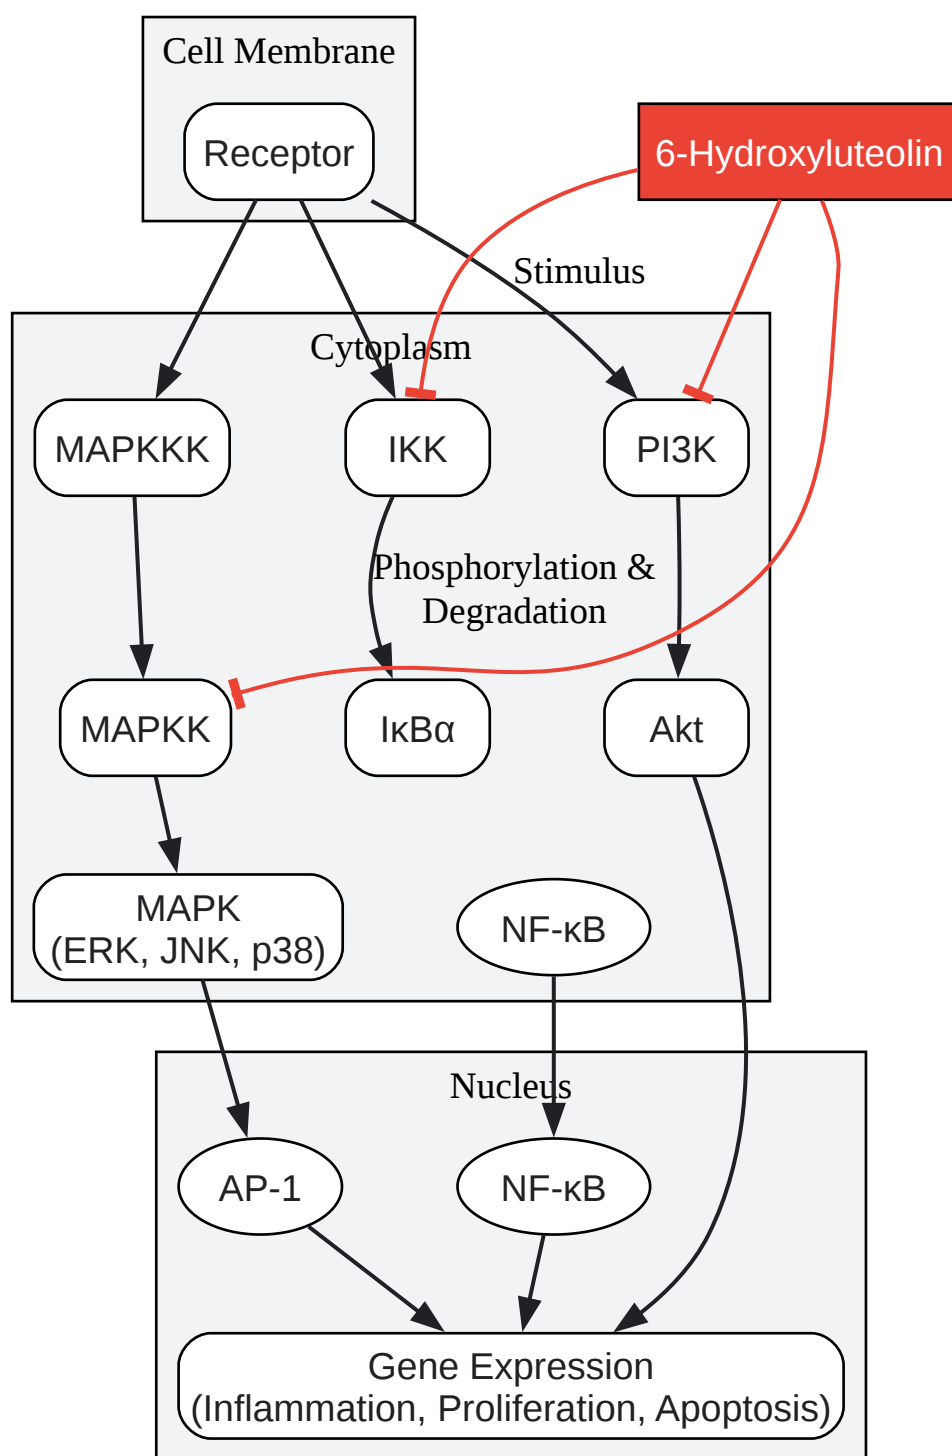 Cell Membrane
Receptor
6-Hydroxyluteolin
Stimulus
Cytoplasm
MAPKKK
IKK
PI3K
Phosphorylation &
Degradation
MAPKK
IκBα
Akt
MAPK
(ERK, JNK, p38)
NF-κB
Nucleus
AP-1
NF-κB
Gene Expression
(Inflammation, Proliferation, Apoptosis)